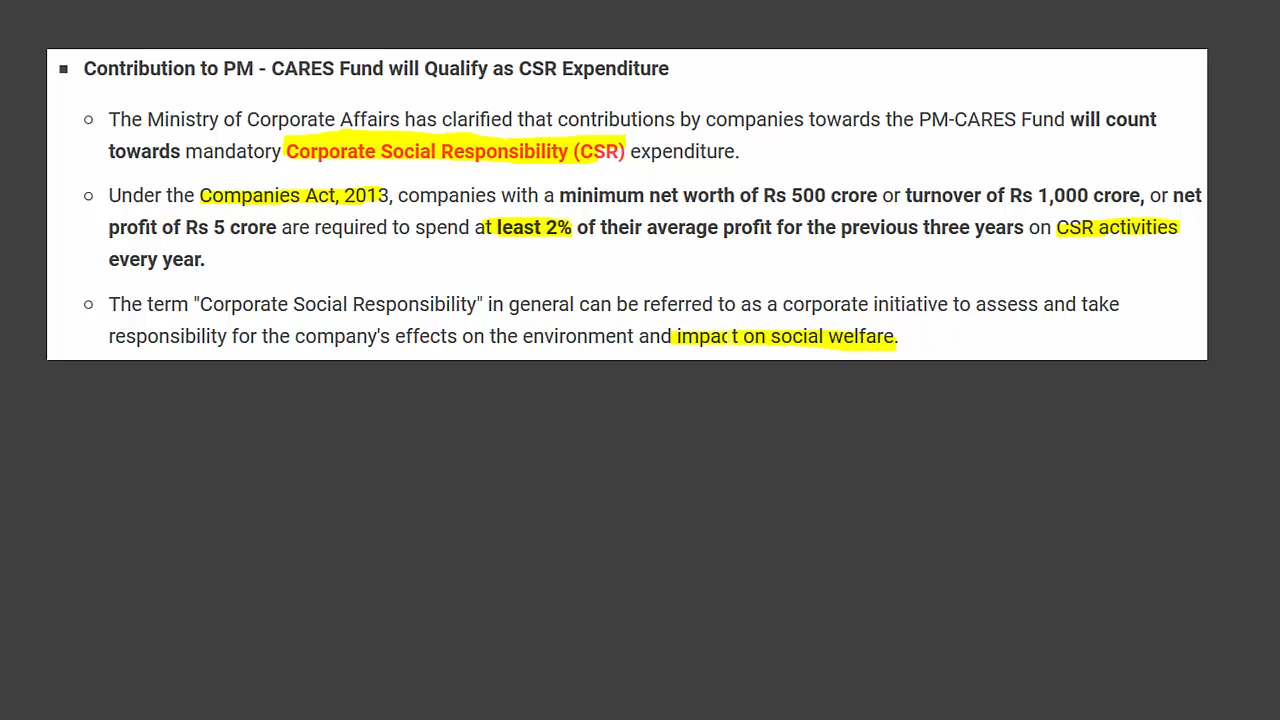 Contribution to PM - CARES Fund will Qualify as CSR Expenditure
The Ministry of Corporate Affairs has clarified that contributions by companies towards the PM-CARES Fund will count
towards mandatory Corporate Social Responsibility (CSR) expenditure.
Under the Companies Act, 2013, companies with a minimum net worth of Rs 500 crore or turnover of Rs 1,000 crore, or net
profit of Rs 5 crore are required to spend at least 2% of their average profit for the previous three years on CSR activities
every year.
The term "Corporate Social Responsibility" in general can be referred to as a corporate initiative to assess and take
responsibility for the company's effects on the environment and impact on social welfare.